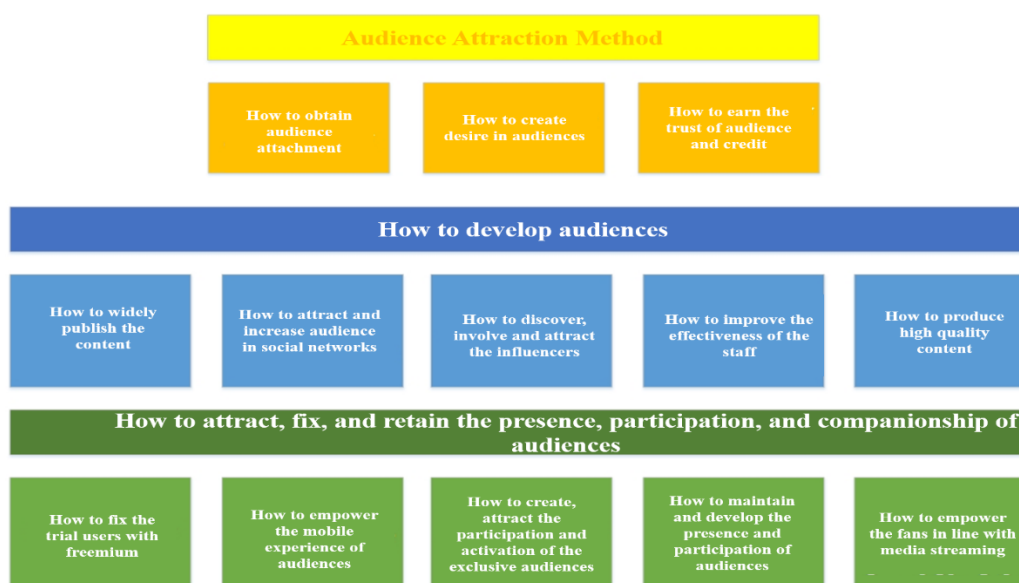 Audience Attraction Method
How to obtain
audience
attachment
How to create
desire in audiences
How to earn the
trust of audience
and credit
How to develop audiences
How to widely
publish the
content
How to attract and
increase audience
in social networks
How to discover,
involve and attract
the influencers
How to improve the
effectiveness of the
staff
How to produce
high quality
content
How to attract, fix, and retain the presence, participation, and companionship of
audiences
How to fix the
trial users with
freemium
How to empower
the mobile
experience of
audiences
How to create,
attract the
participation and
activation of the
exclusive audiences
How to maintain
and develop the
presence and
participation of
audiences
How to empower
the fans in line with
media streaming